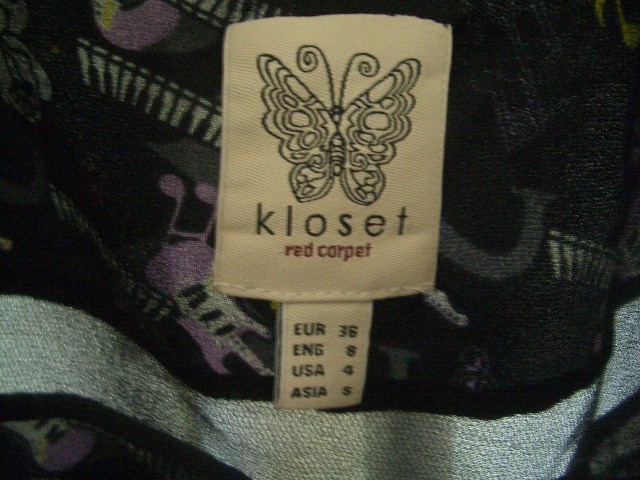 kloset
red carpet
EUR 36
ENG 8
USA 4
ASIA S